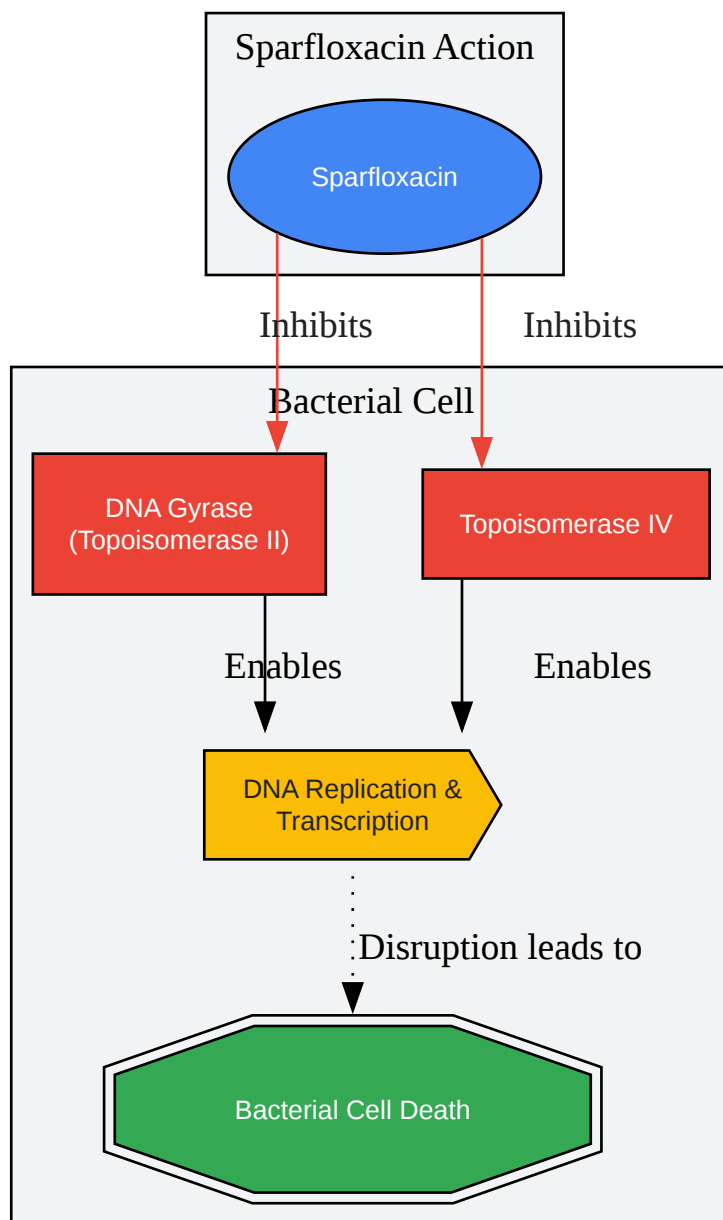 Sparfloxacin Action
Sparfloxacin
Inhibits
Inhibits
Bacterial Cell
DNA Gyrase
(Topoisomerase II)
Topoisomerase IV
Enables
Enables
DNA Replication &
Transcription
Disruption leads to
Bacterial Cell Death